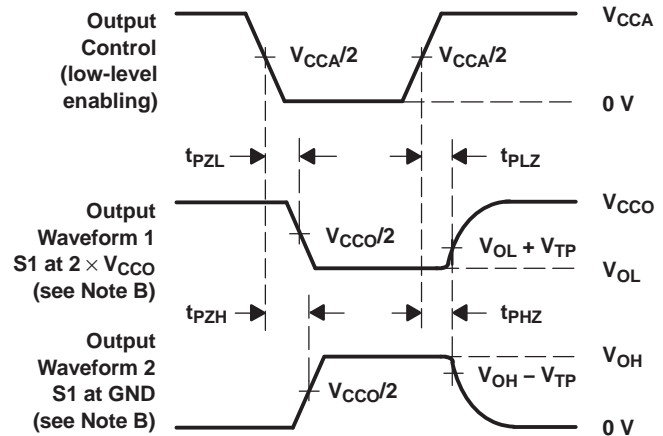 Output
Control
(low-level
enabling)
VCCA/2
VCCA/2
VCCA
0 V
tPZL
tPLZ
Output
Waveform 1
S1 at 2 × VCCO
(see Note B)
VCCO/2
VCCO
VOL + VTP
VOL
tPZH
tPHZ
Output
Waveform 2
S1 at GND
(see Note B)
VCCO/2
VOH
VOH – VTP
0 V